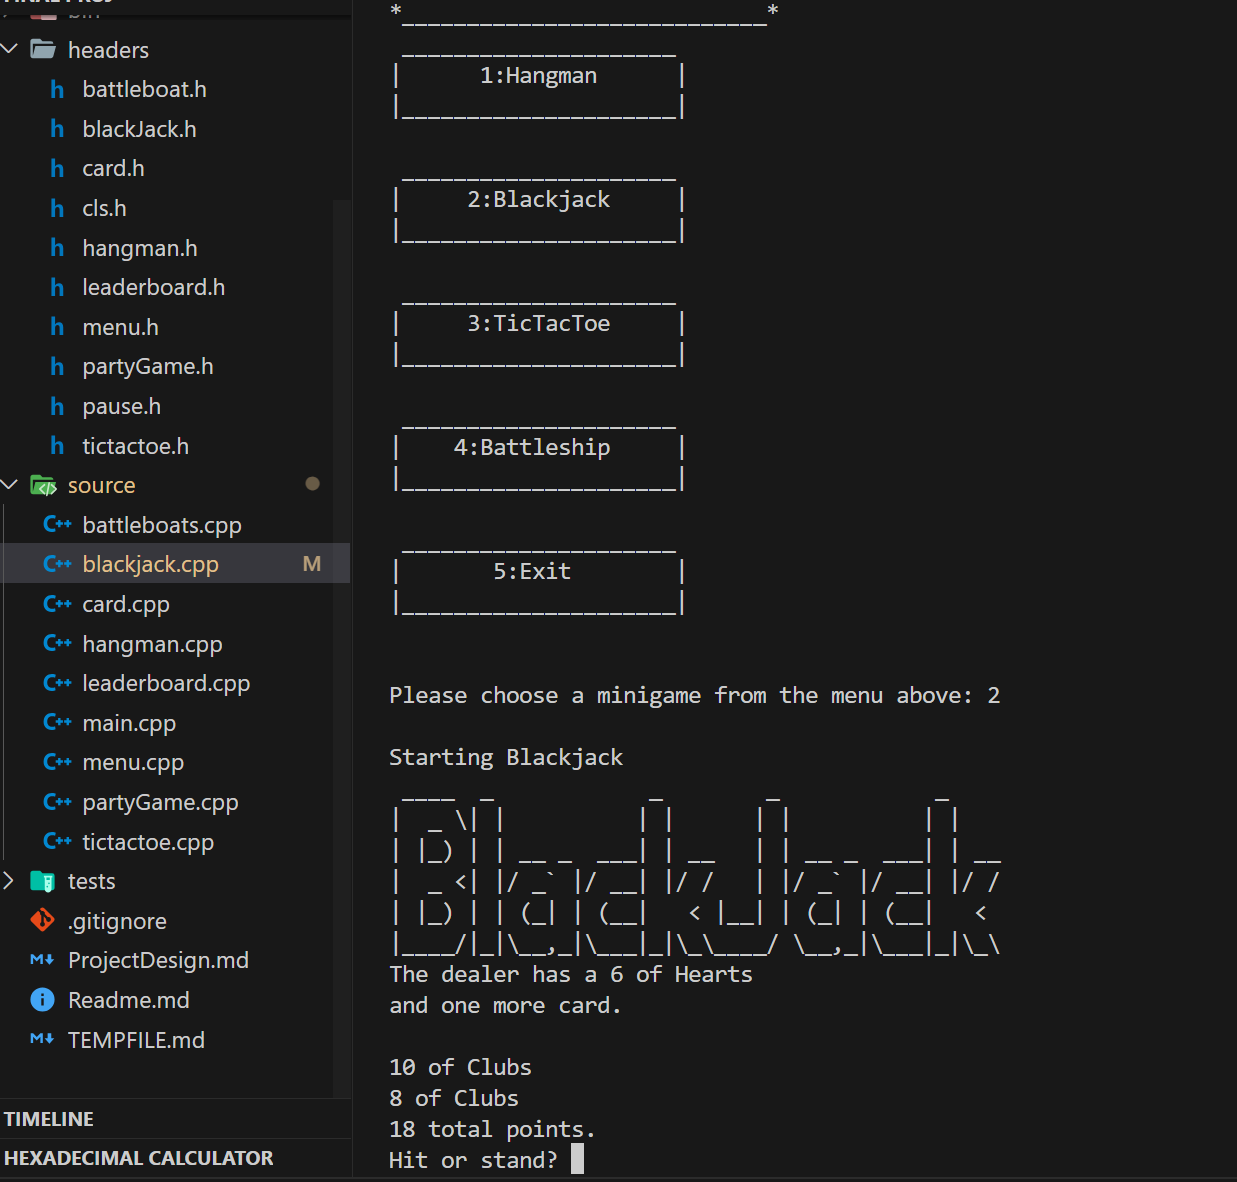 headers
battleboat.h
blackJack.h
card.h
cls.h
hangman.h
leaderboard.h
menu.h
partyGame.h
pause.h
tictactoe.h
source
battleboats.cpp
blackjack.cpp M
card.cpp
hangman.cpp
leaderboard.cpp
main.cpp
menu.cpp
partyGame.cpp
tictactoe.cpp
tests
.gitignore
ProjectDesign.md
Readme.md
TEMPFILE.md
TIMELINE
HEXADECIMAL CALCULATOR
1:Hangman
2:Blackjack
3:TicTacToe
4:Battleship
5:Exit
Please choose a minigame from the menu above: 2
Starting Blackjack
BlackJack
The dealer has a 6 of Hearts
and one more card.
10 of Clubs
8 of Clubs
18 total points.
Hit or stand?